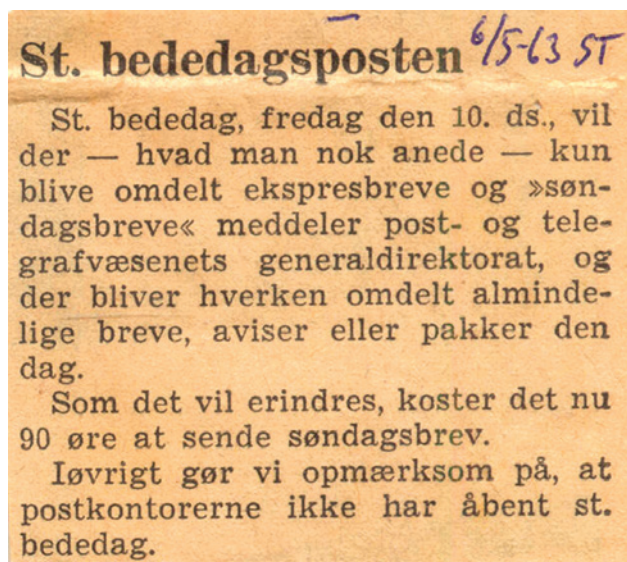 St. bededagsposten 6/5-63 ST
St. bededag, fredag den 10. ds., vil
der — hvad man nok anede — kun
blive omdelt ekspresbreve og »søn-
dagsbreve« meddeler post- og tele-
grafvæsenets generaldirektorat, og
der bliver hverken omdelt alminde-
lige breve, aviser eller pakker den
dag.
Som det vil erindres, koster det nu
90 øre at sende søndagsbrev.
Iøvrigt gør vi opmærksom på, at
postkontorerne ikke har åbent st.
bededag.